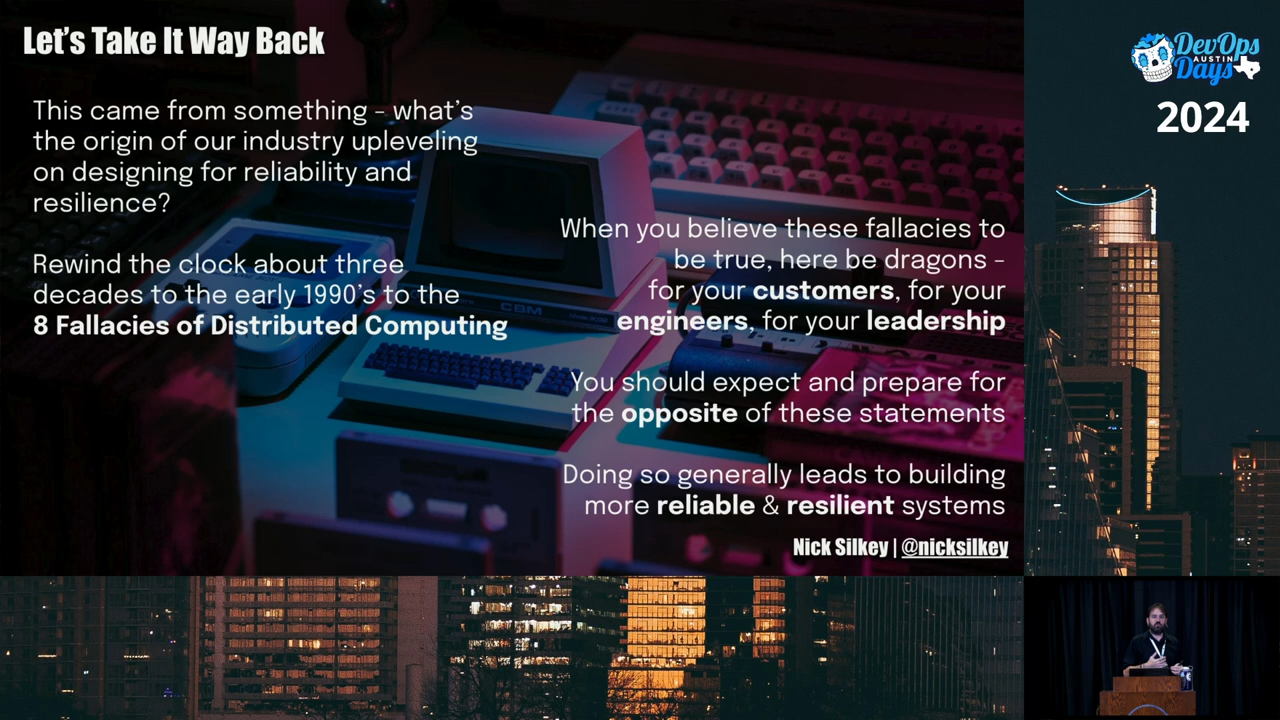 Let's Take It Way Back
This came from something – what's
the origin of our industry upleveling
on designing for reliability and
resilience?
Rewind the clock about three
decades to the early 1990's to the
8 Fallacies of Distributed Computing
CBM
When you believe these fallacies to
be true, here be dragons –
for your customers, for your
engineers, for your leadership
You should expect and prepare for
the opposite of these statements
Doing so generally leads to building
more reliable & resilient systems
Nick Silkey | @nicksilkey
DevOps
AUSTIN
Days
2024